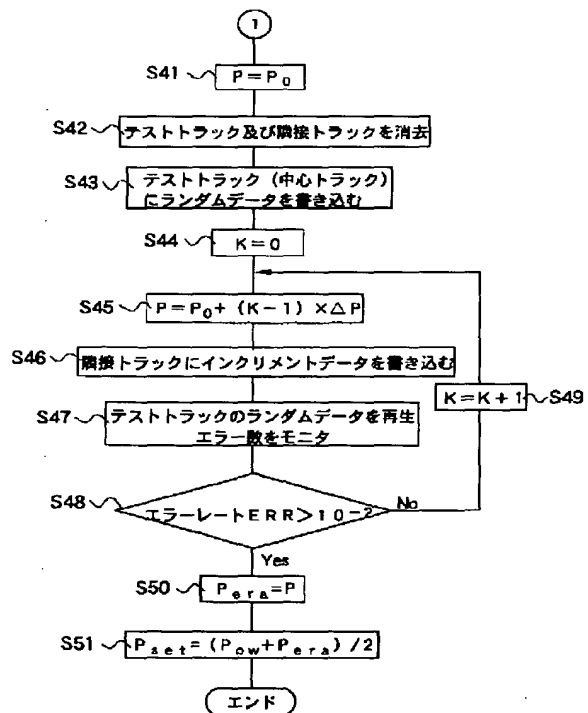 1
S41
P=P0
S42
テストトラック及び隣接トラックを消去
S43
テストトラック(中心トラック)
にランダムデータを書き込む
S44
K=0
S45
P=P0+(K-1)×△P
S46
隣接トラックにインクリメントデータを書き込む
S47
テストトラックのランダムデータを再生
エラー数をモニタ
K=K+1
S49
S48
エラーレートERR>10-2
No
Yes
S50
Pera=P
S51
Pset=(Pow+Pera)/2
エンド